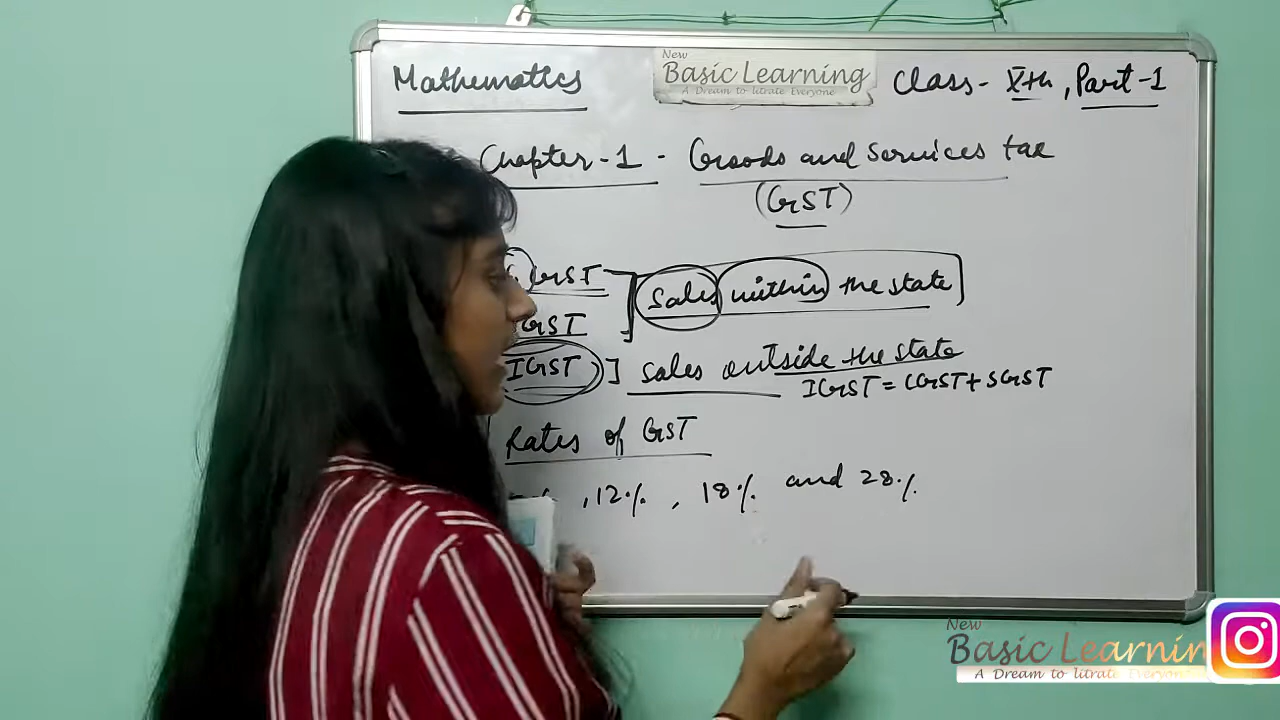 Mathematics
New
Basic Learning
A Dream to litrate Everyone
Class- Xth, Part-1
Chapter-1 - Goods and Services tax
(GST)
GST
Sales within the state
GST
IGST ] sales outside the state
IGST = CGST + SGST
Rates of GST
, 12% , 18% and 28%
New
Basic Learnin
A Dream to litrate Everyone